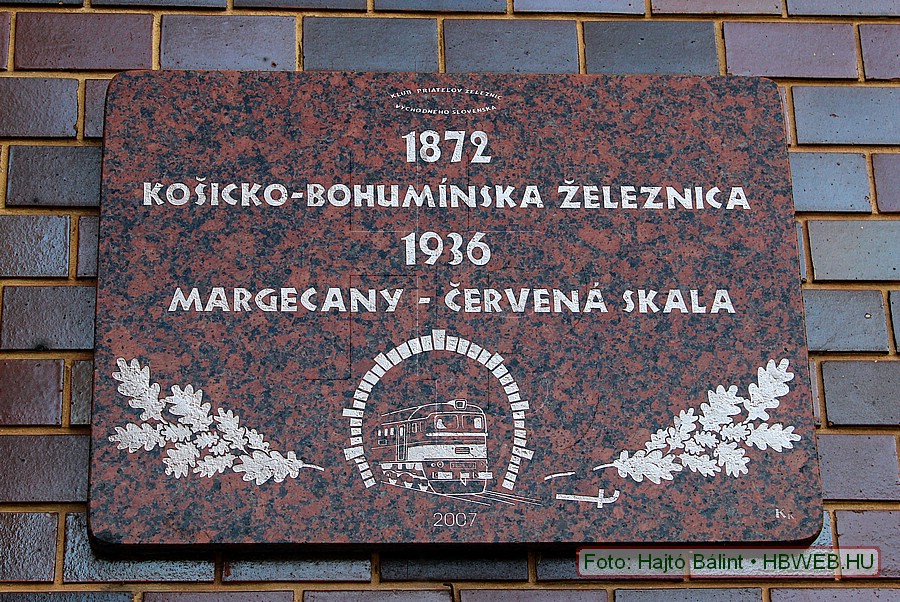 KLUB PRIATEĽOV ŽELEZNÍC
VÝCHODNÉHO SLOVENSKA
1872
KOŠICKO-BOHUMÍNSKA ŽELEZNICA
1936
MARGECANY - ČERVENÁ SKALA
2007
KK
Foto: Hajtó Bálint • HBWEB.HU